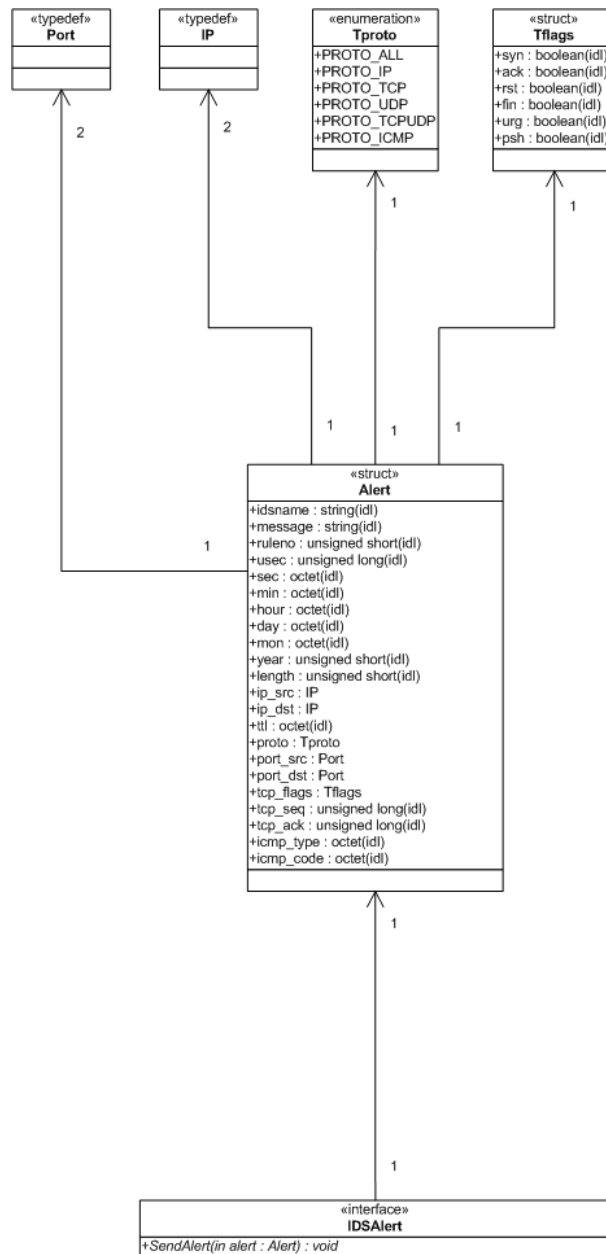 «typedef»
Port
«typedef»
IP
«enumeration»
Tproto
+PROTO_ALL
+PROTO_IP
+PROTO_TCP
+PROTO_UDP
+PROTO_TCPUDP
+PROTO_ICMP
«struct»
Tflags
+syn : boolean(idl)
+ack : boolean(idl)
+rst : boolean(idl)
+fin : boolean(idl)
+urg : boolean(idl)
+psh : boolean(idl)
2
2
1
1
1
1
1
1
«struct»
Alert
+idsname : string(idl)
+message : string(idl)
+ruleno : unsigned short(idl)
+usec : unsigned long(idl)
+sec : octet(idl)
+min : octet(idl)
+hour : octet(idl)
+day : octet(idl)
+mon : octet(idl)
+year : unsigned short(idl)
+length : unsigned short(idl)
+ip_src : IP
+ip_dst : IP
+ttl : octet(idl)
+proto : Tproto
+port_src : Port
+port_dst : Port
+tcp_flags : Tflags
+tcp_seq : unsigned long(idl)
+tcp_ack : unsigned long(idl)
+icmp_type : octet(idl)
+icmp_code : octet(idl)
1
1
«interface»
IDSAlert
+SendAlert(in alert : Alert) : void